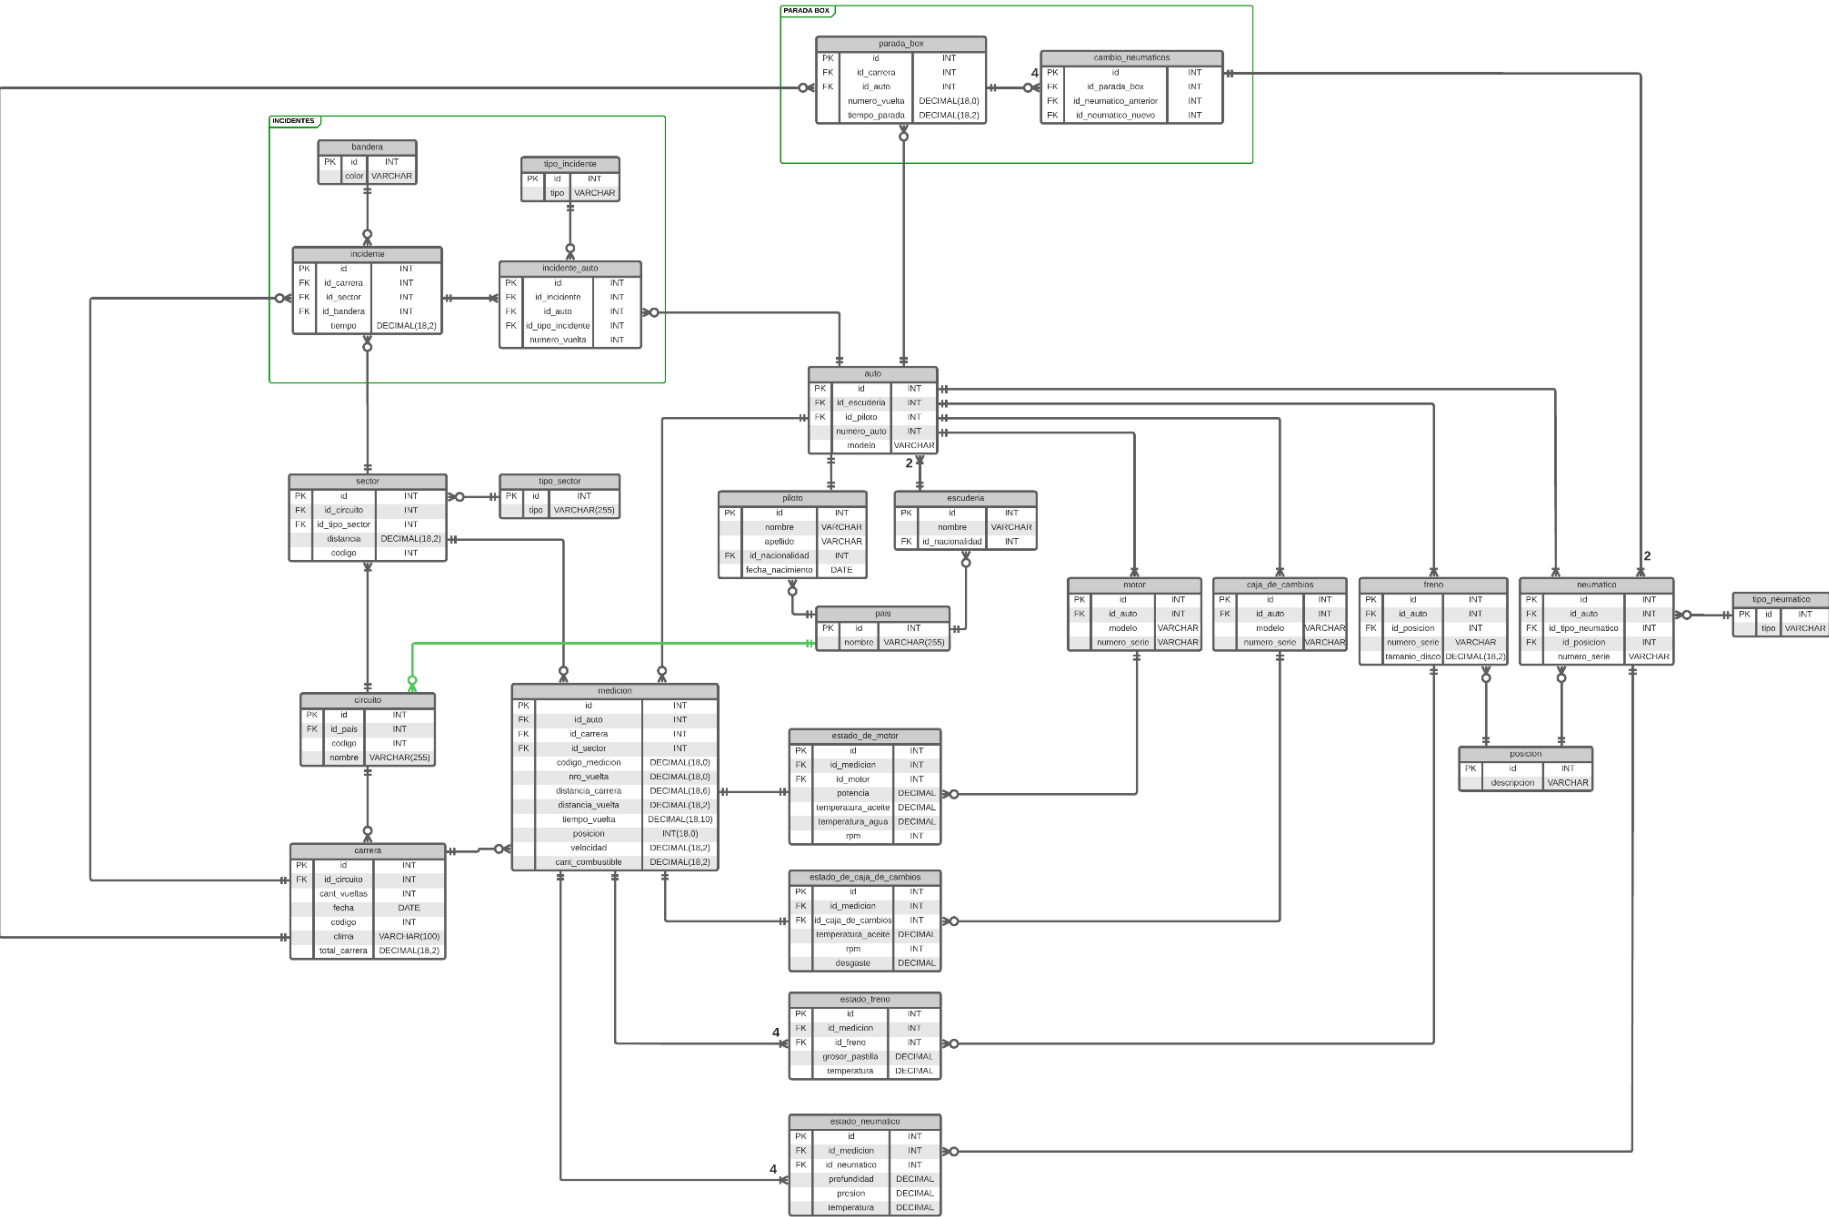 PARADA BOX
parada_box
PK id INT
FK id_carrera INT
FK id_auto INT
numero_vuelta DECIMAL(18,0)
tiempo_parada DECIMAL(18,2)
4
cambio_neumaticos
PK id INT
FK id_parada_box INT
FK id_neumatico_anterior INT
FK id_neumatico_nuevo INT
INCIDENTES
bandera
PK id INT
color VARCHAR
tipo_incidente
PK id INT
tipo VARCHAR
incidente
PK id INT
FK id_carrera INT
FK id_sector INT
FK id_bandera INT
tiempo DECIMAL(18,2)
incidente_auto
PK id INT
FK id_incidente INT
FK id_auto INT
FK id_tipo_incidente INT
numero_vuelta INT
auto
PK id INT
FK id_escuderia INT
FK id_piloto INT
numero_auto INT
modelo VARCHAR
2
sector
PK id INT
FK id_circuito INT
FK id_tipo_sector INT
distancia DECIMAL(18,2)
codigo INT
tipo_sector
PK id INT
tipo VARCHAR(255)
piloto
PK id INT
nombre VARCHAR
apellido VARCHAR
FK id_nacionalidad INT
fecha_nacimiento DATE
escuderia
PK id INT
nombre VARCHAR
FK id_nacionalidad INT
pais
PK id INT
nombre VARCHAR(255)
motor
PK id INT
FK id_auto INT
modelo VARCHAR
numero_serie VARCHAR
caja_de_cambios
PK id INT
FK id_auto INT
modelo VARCHAR
numero_serie VARCHAR
freno
PK id INT
FK id_auto INT
FK id_posicion INT
numero_serie VARCHAR
tamanio_disco DECIMAL(18,2)
2
neumatico
PK id INT
FK id_auto INT
FK id_tipo_neumatico INT
FK id_posicion INT
numero_serie VARCHAR
tipo_neumatico
PK id INT
tipo VARCHAR
circuito
PK id INT
FK id_pais INT
codigo INT
nombre VARCHAR(255)
medicion
PK id INT
FK id_auto INT
FK id_carrera INT
FK id_sector INT
codigo_medicion DECIMAL(18,0)
nro_vuelta DECIMAL(18,0)
distancia_carrera DECIMAL(18,6)
distancia_vuelta DECIMAL(18,2)
tiempo_vuelta DECIMAL(18,10)
posicion INT(18.0)
velocidad DECIMAL(18,2)
cant_combustible DECIMAL(18,2)
posicion
PK id INT
descripcion VARCHAR
estado_de_motor
PK id INT
FK id_medicion INT
FK id_motor INT
potencia DECIMAL
temperatura_aceite DECIMAL
temperatura_agua DECIMAL
rpm INT
carrera
PK id INT
FK id_circuito INT
cant_vueltas INT
fecha DATE
codigo INT
clima VARCHAR(100)
total_carrera DECIMAL(18,2)
estado_de_caja_de_cambios
PK id INT
FK id_medicion INT
FK id_caja_de_cambios INT
temperatura_aceite DECIMAL
rpm INT
desgaste DECIMAL
4
estado_freno
PK id INT
FK id_medicion INT
FK id_freno INT
grosor_pastilla DECIMAL
temperatura DECIMAL
4
estado_neumatico
PK id INT
FK id_medicion INT
FK id_neumatico INT
profundidad DECIMAL
presion DECIMAL
temperatura DECIMAL